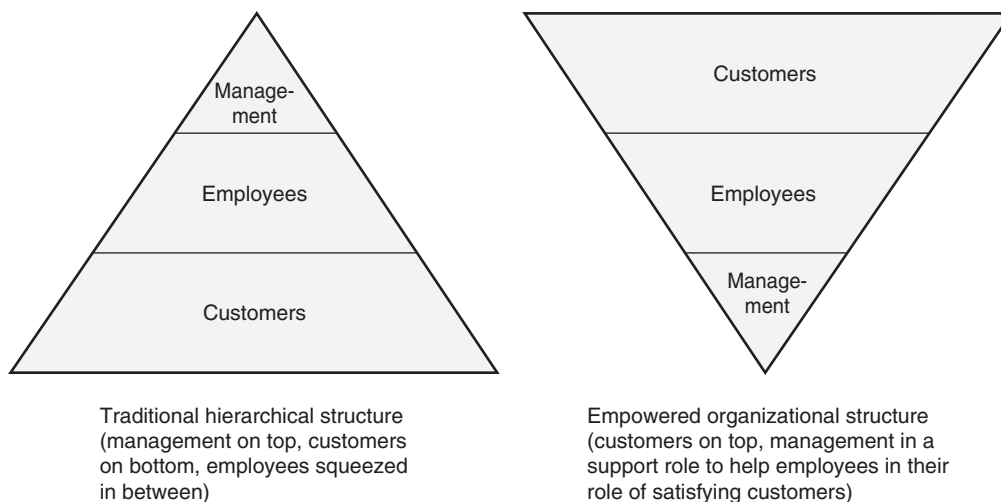 Manage-
ment
Employees
Customers
Traditional hierarchical structure
(management on top, customers
on bottom, employees squeezed
in between)
Customers
Employees
Manage-
ment
Empowered organizational structure
(customers on top, management in a
support role to help employees in their
role of satisfying customers)